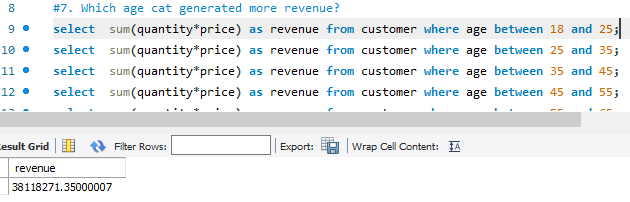 8 #7. Which age cat generated more revenue?
9 select sum(quantity*price) as revenue from customer where age between 18 and 25;
10 select sum(quantity*price) as revenue from customer where age between 25 and 35;
11 select sum(quantity*price) as revenue from customer where age between 35 and 45;
12 select sum(quantity*price) as revenue from customer where age between 45 and 55;
esult Grid Filter Rows: Export: Wrap Cell Content: IA
revenue
38118271.35000007